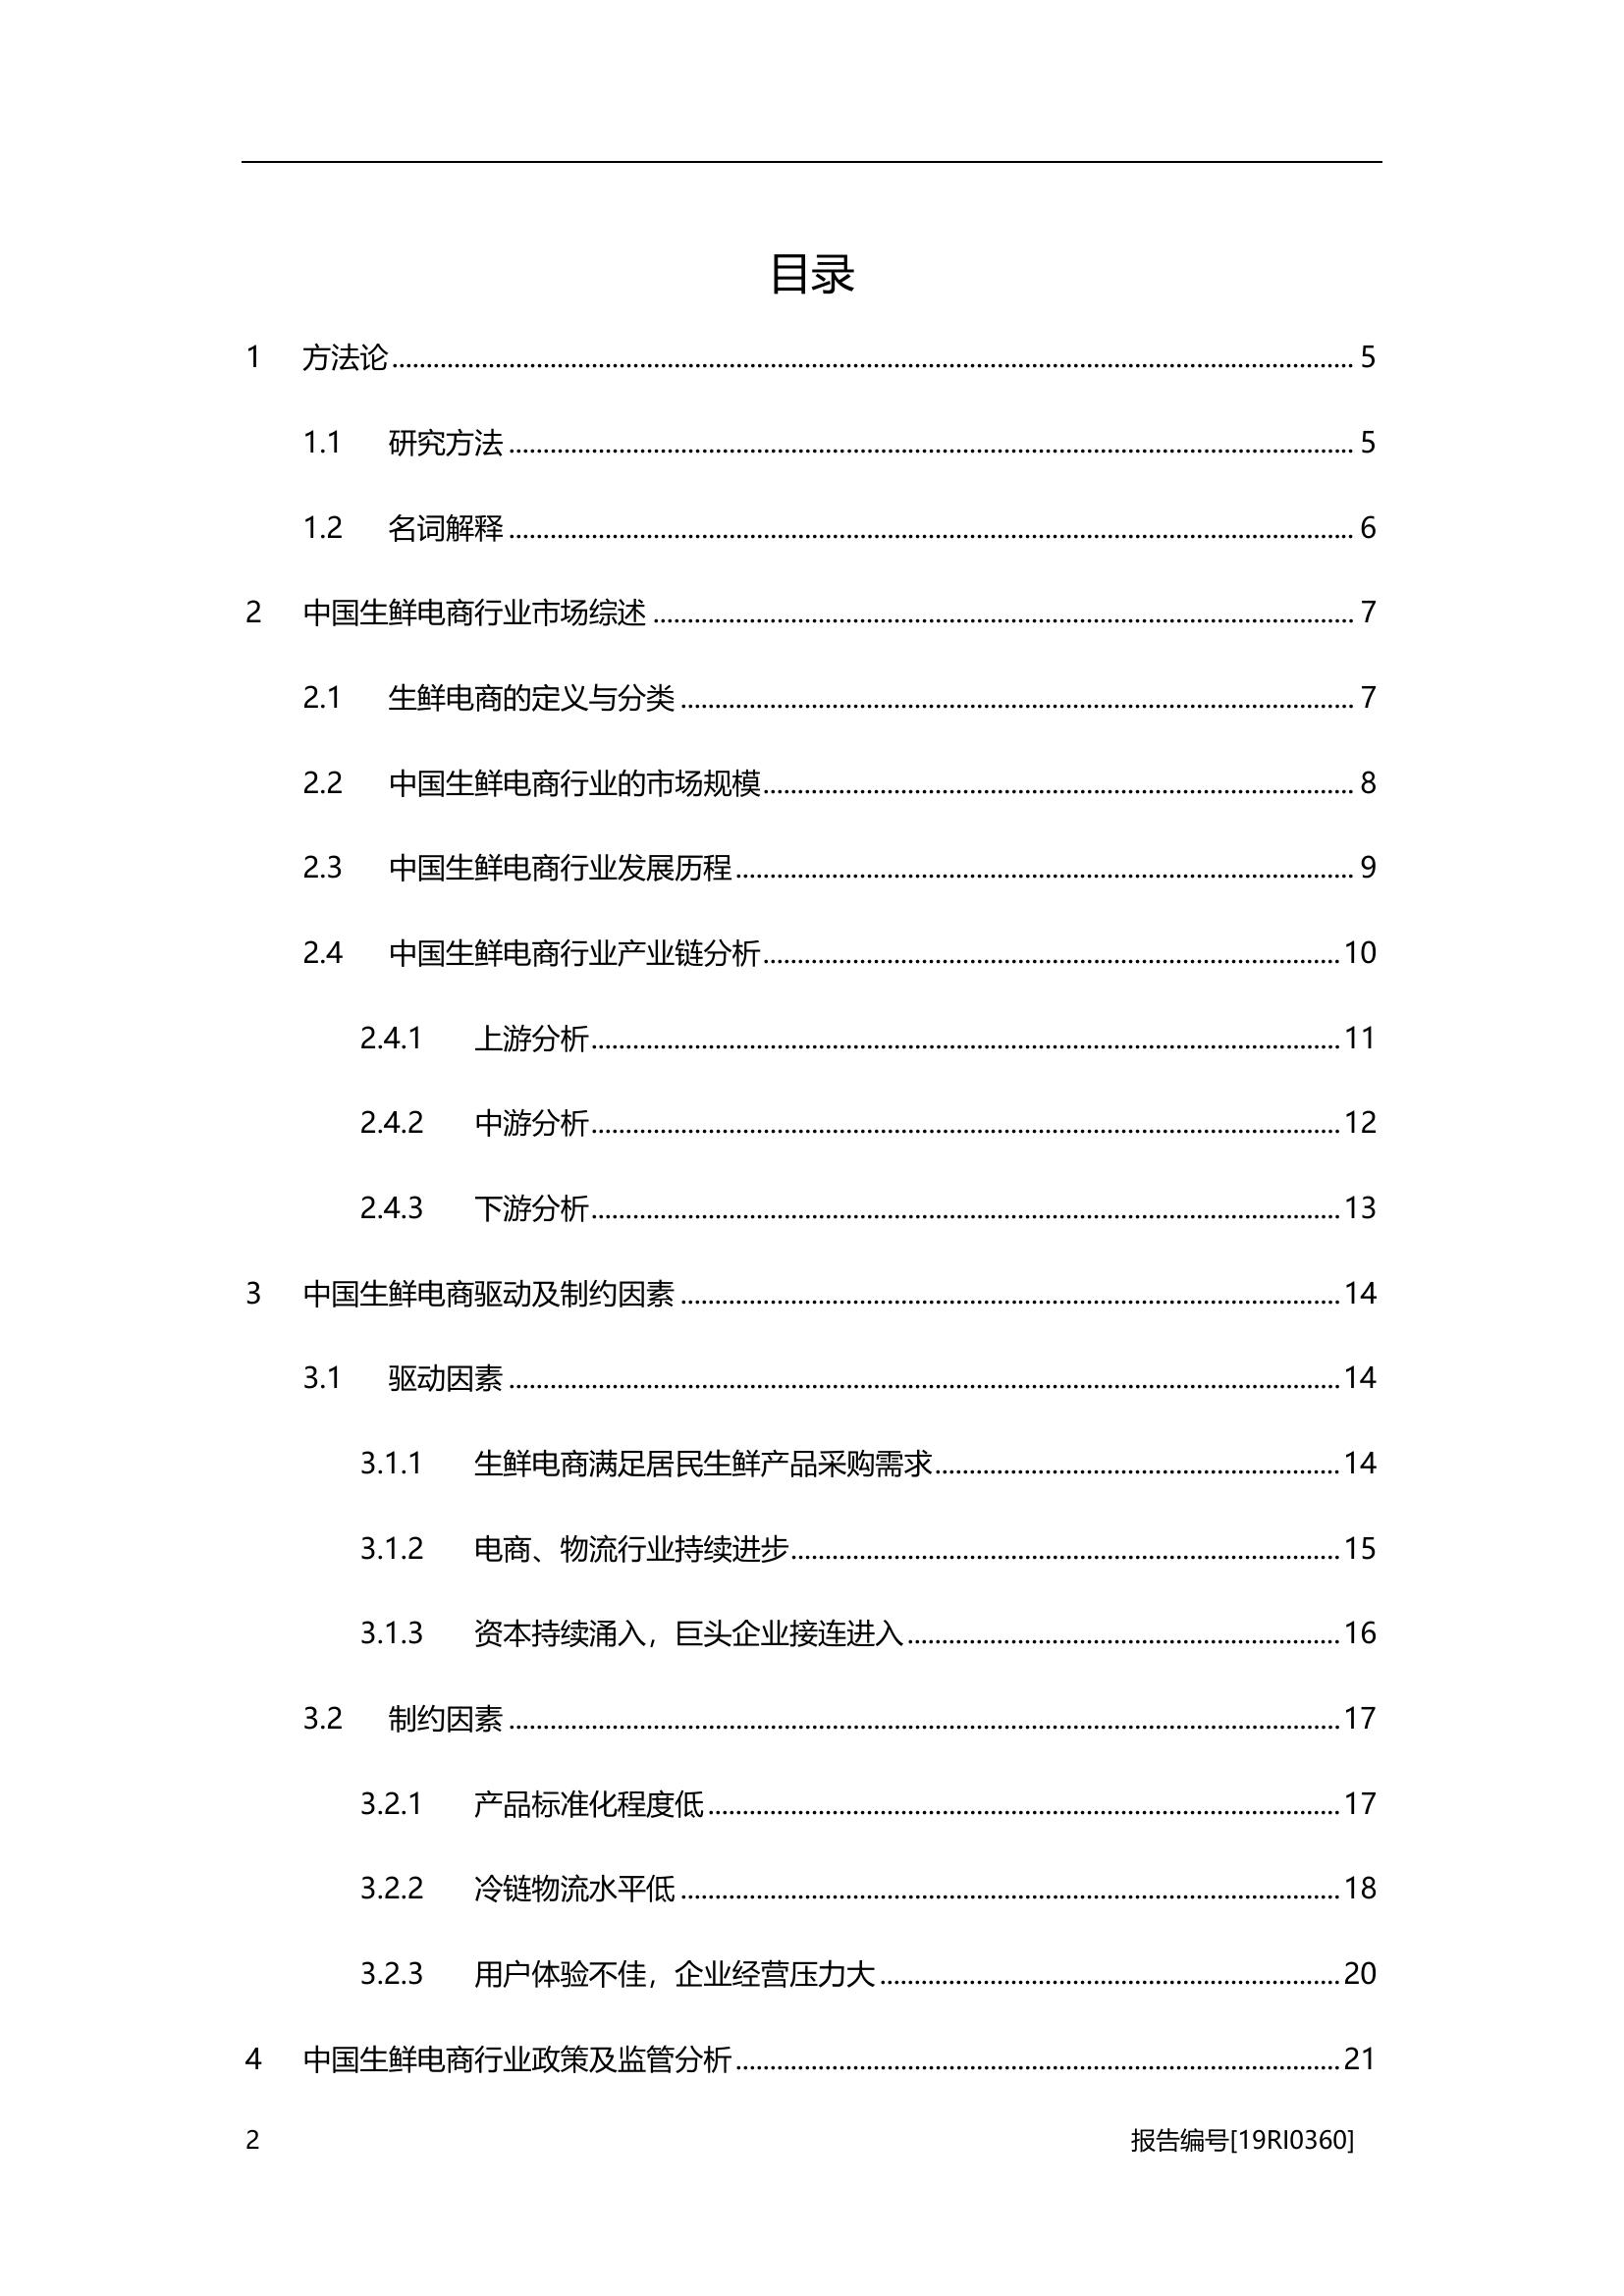 目录
1 方法论 5
1.1 研究方法 5
1.2 名词解释 6
2 中国生鲜电商行业市场综述 7
2.1 生鲜电商的定义与分类 7
2.2 中国生鲜电商行业的市场规模 8
2.3 中国生鲜电商行业发展历程 9
2.4 中国生鲜电商行业产业链分析 10
2.4.1 上游分析 11
2.4.2 中游分析 12
2.4.3 下游分析 13
3 中国生鲜电商驱动及制约因素 14
3.1 驱动因素 14
3.1.1 生鲜电商满足居民生鲜产品采购需求 14
3.1.2 电商、物流行业持续进步 15
3.1.3 资本持续涌入，巨头企业接连进入 16
3.2 制约因素 17
3.2.1 产品标准化程度低 17
3.2.2 冷链物流水平低 18
3.2.3 用户体验不佳，企业经营压力大 20
4 中国生鲜电商行业政策及监管分析 21
2 报告编号[19RI0360]